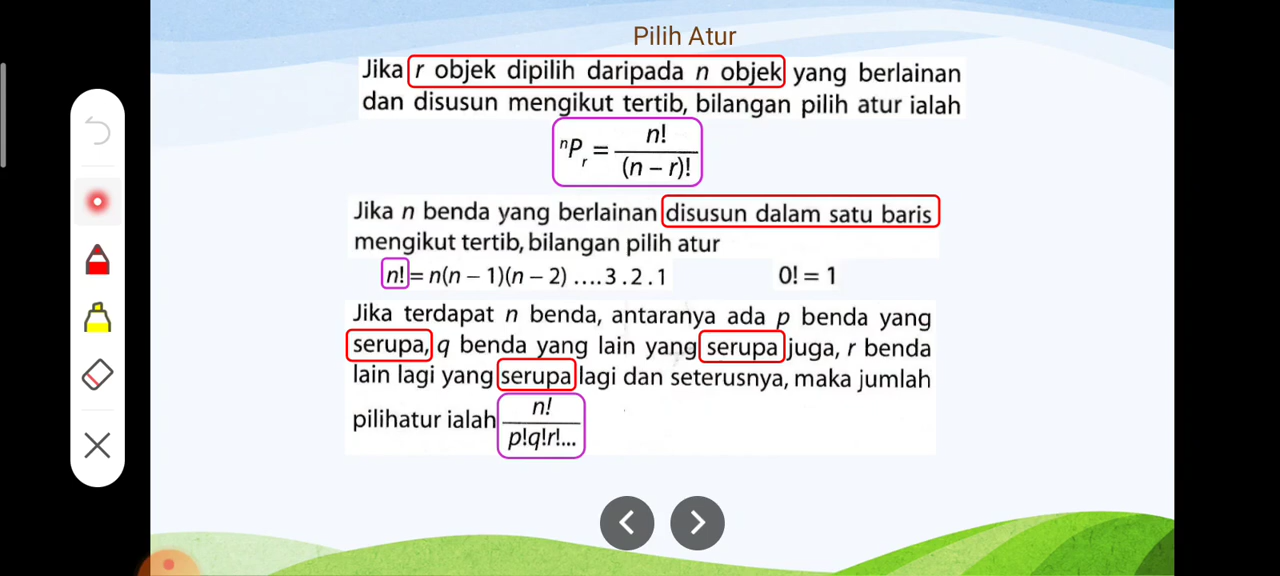 Pilih Atur
Jika r objek dipilih daripada n objek yang berlainan
dan disusun mengikut tertib, bilangan pilih atur ialah
ⁿPᵣ = n! / (n – r)!
Jika n benda yang berlainan disusun dalam satu baris
mengikut tertib, bilangan pilih atur
n! = n(n – 1)(n – 2) ....3 . 2 . 1 0! = 1
Jika terdapat n benda, antaranya ada p benda yang
serupa, q benda yang lain yang serupa juga, r benda
lain lagi yang serupa lagi dan seterusnya, maka jumlah
pilihatur ialah n! / p!q!r!...